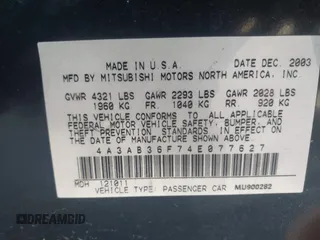 MADE IN U.S.A. DATE DEC. 2003
MFD BY MITSUBISHI MOTORS NORTH AMERICA, INC.
GVWR 4321 LBS GAWR 2293 LBS GAWR 2028 LBS
1960 KG FR. 1040 KG RR. 920 KG
THIS VEHICLE CONFORMS TO ALL APPLICABLE
FEDERAL MOTOR VEHICLE SAFETY, BUMPER, AND
THEFT PREVENTION STANDARDS IN EFFECT ON THE
DATE OF MANUFACTURE SHOWN ABOVE
4A3AB36F74E077627
MDH 121011
VEHICLE TYPE PASSENGER CAR MU900282
DREAMBID